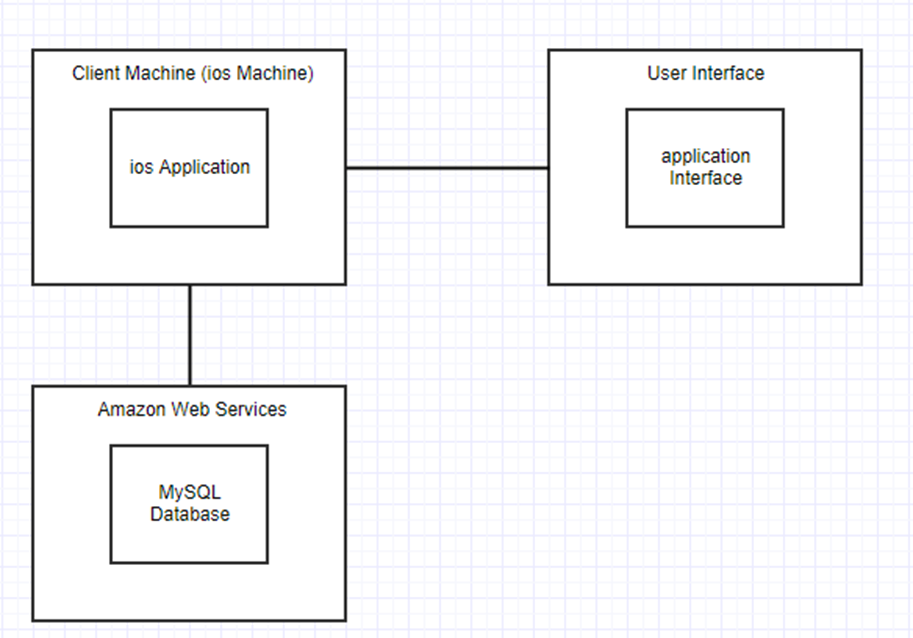 Client Machine (ios Machine)
ios Application
User Interface
application
Interface
Amazon Web Services
MySQL
Database